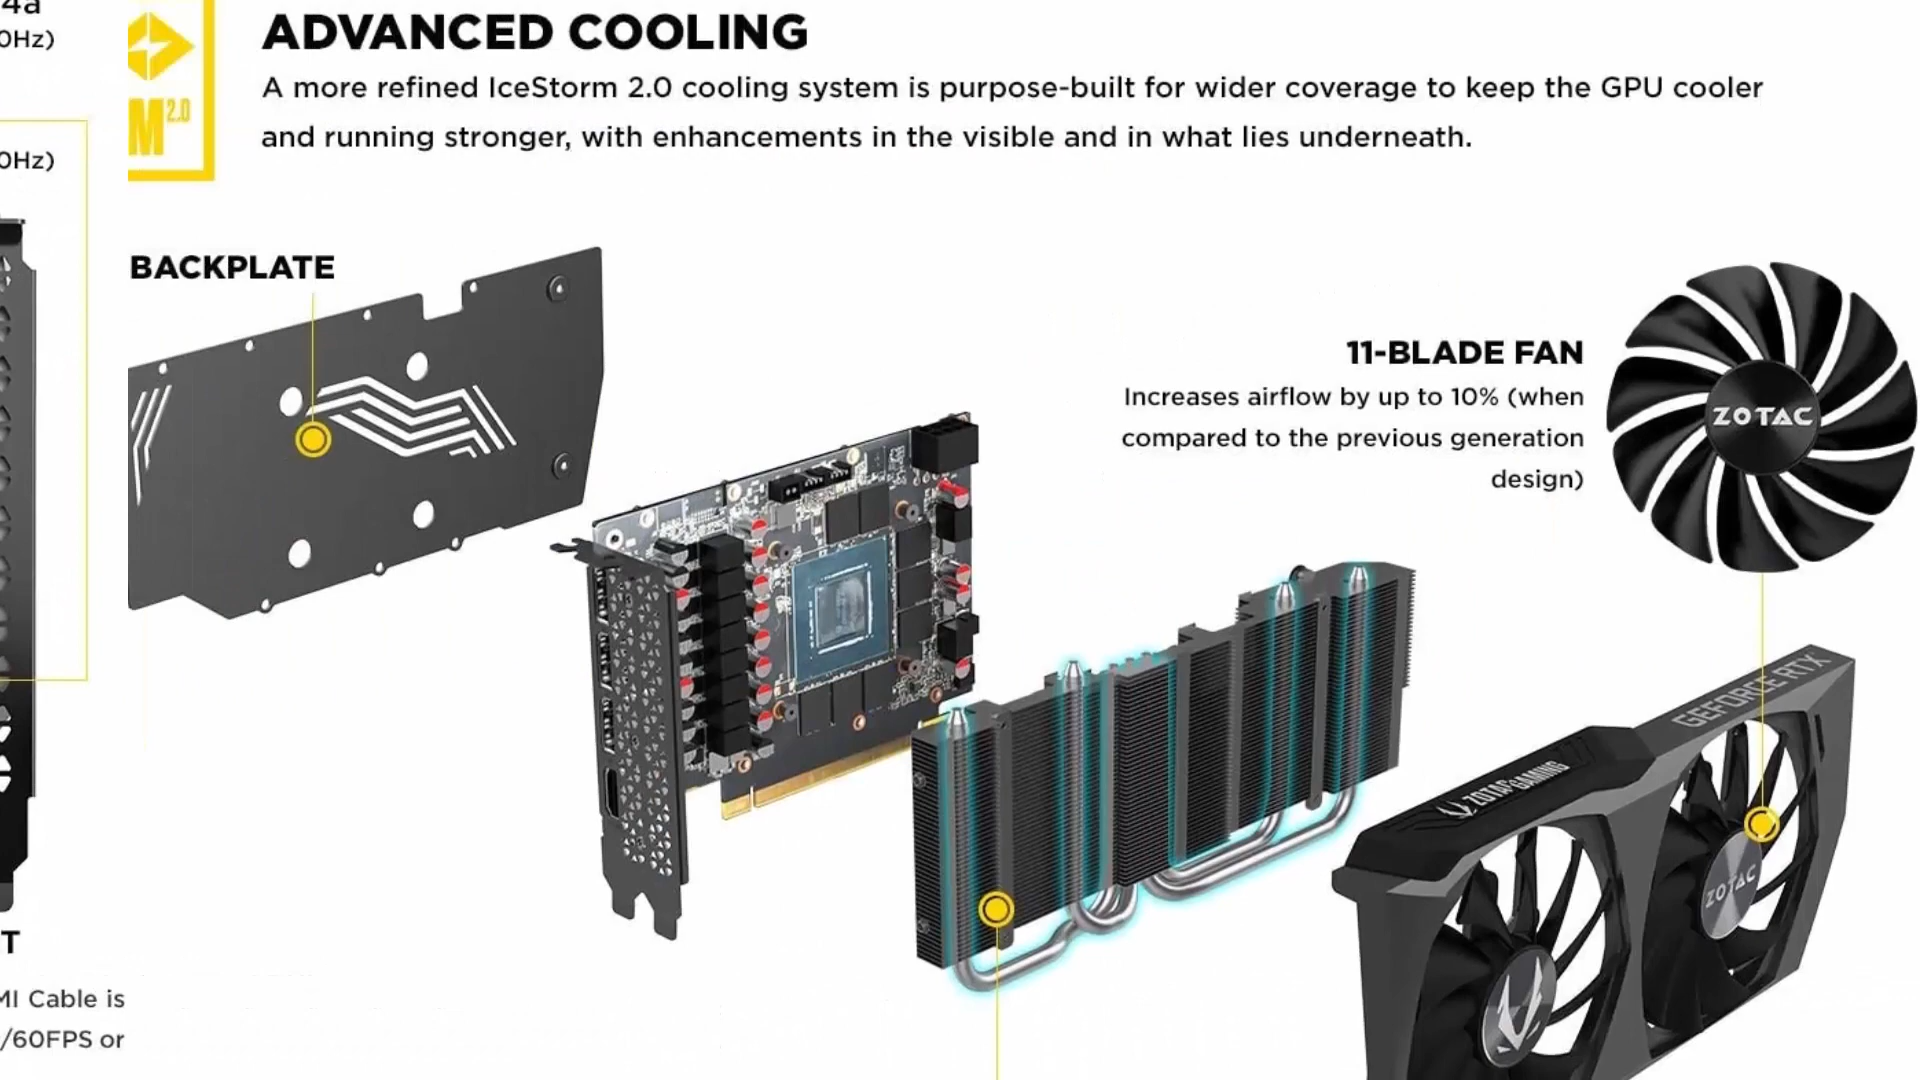 4a
0Hz)
0Hz)
T
MI Cable is
/60FPS or
M2.0
ADVANCED COOLING
A more refined IceStorm 2.0 cooling system is purpose-built for wider coverage to keep the GPU cooler
and running stronger, with enhancements in the visible and in what lies underneath.
BACKPLATE
11-BLADE FAN
Increases airflow by up to 10% (when
compared to the previous generation
design)
ZOTAC
GEFORCE RTX
ZOTAC GAMING
ZOTAC